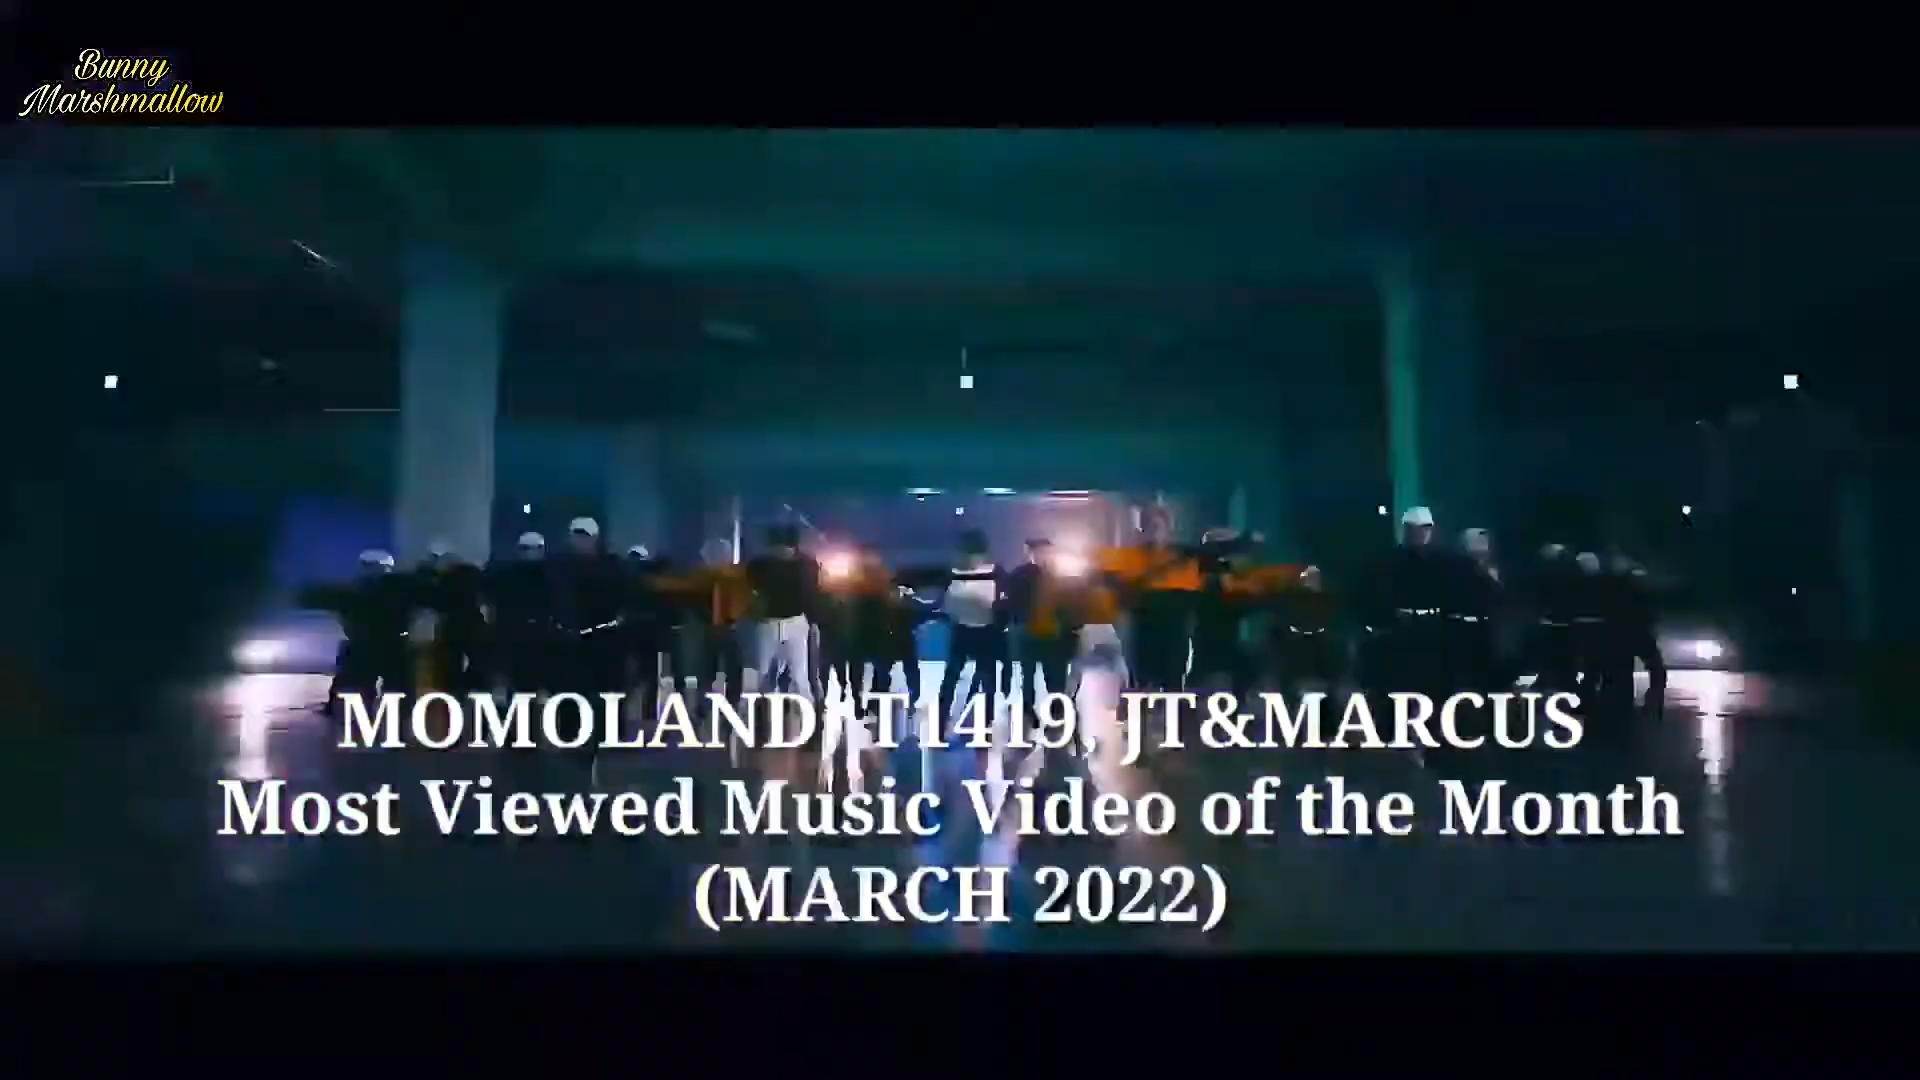 Bunny
Marshmallow
MOMOLAND, T1419, JT&MARCUS
Most Viewed Music Video of the Month
(MARCH 2022)